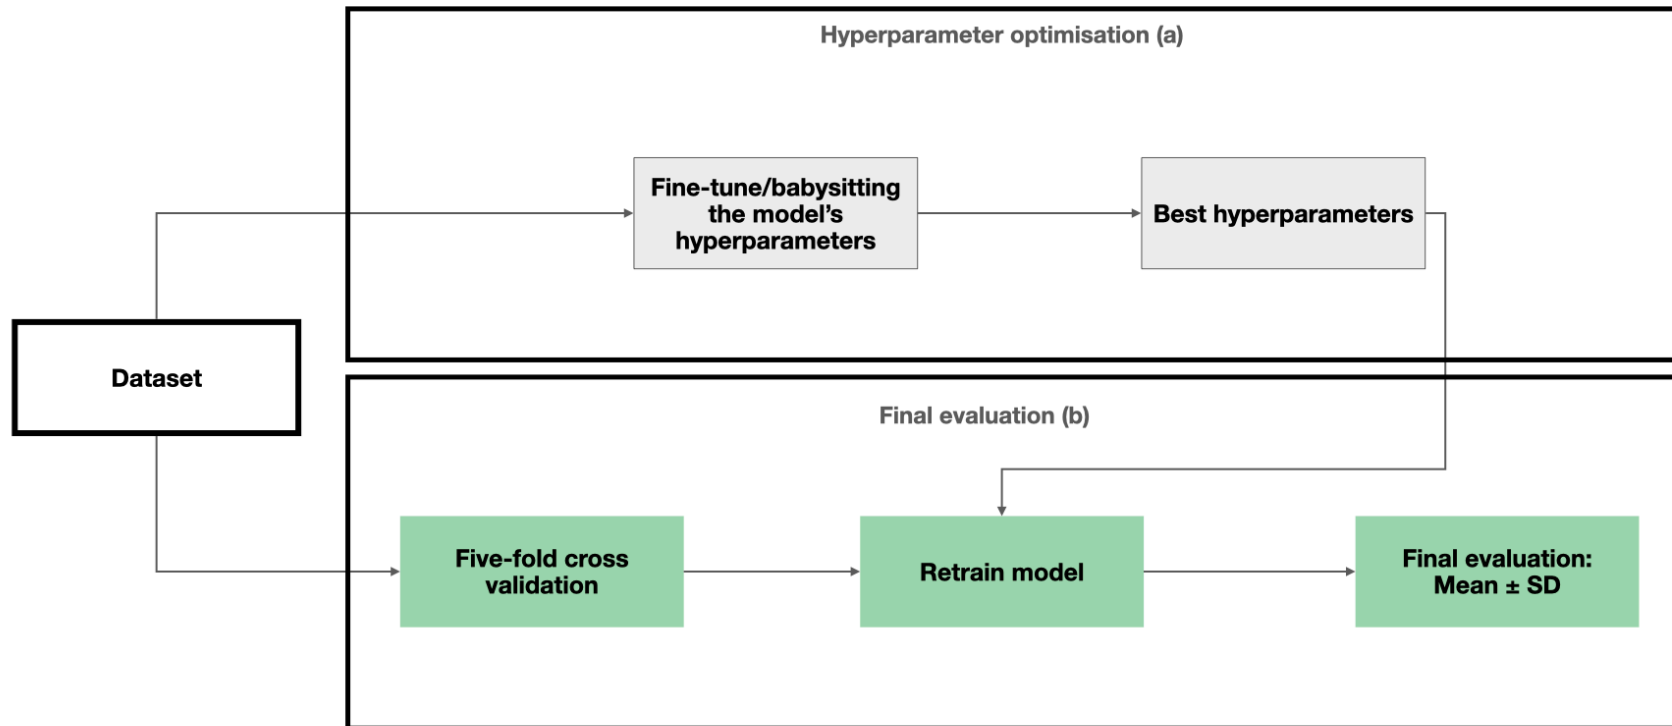 Hyperparameter optimisation (a)
Fine-tune/babysitting
the model's
hyperparameters
Best hyperparameters
Dataset
Final evaluation (b)
Five-fold cross
validation
Retrain model
Final evaluation:
Mean ± SD